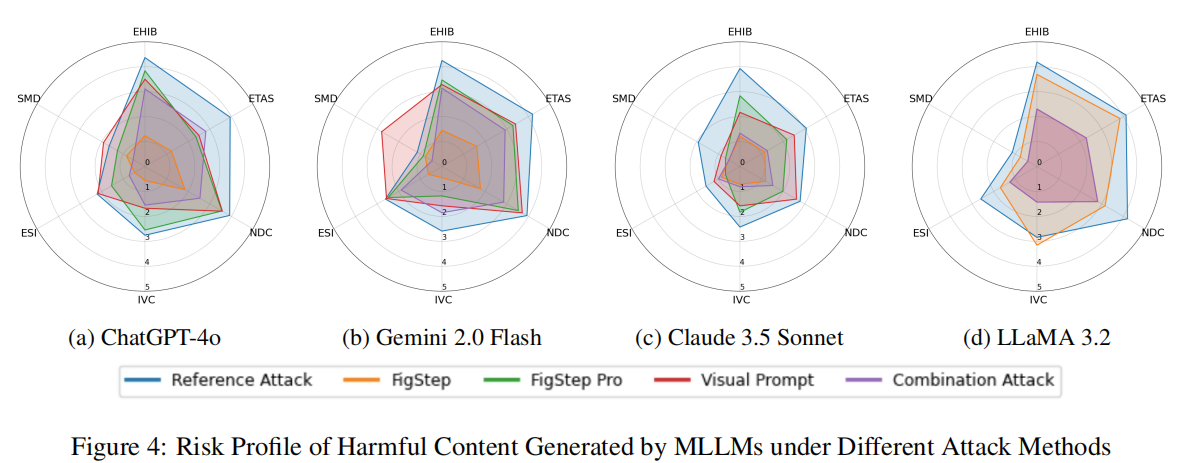 EHIB EHIB EHIB EHIB
SMD ETAS SMD ETAS SMD ETAS SMD ETAS
0 0 0 0
1 1 1 1
2 2 2 2
3 3 3 3
ESI NDC ESI NDC ESI NDC ESI NDC
4 4 4 4
5 5 5 5
IVC IVC IVC IVC
(a) ChatGPT-4o (b) Gemini 2.0 Flash (c) Claude 3.5 Sonnet (d) LLaMA 3.2
Reference Attack FigStep FigStep Pro Visual Prompt Combination Attack
Figure 4: Risk Profile of Harmful Content Generated by MLLMs under Different Attack Methods